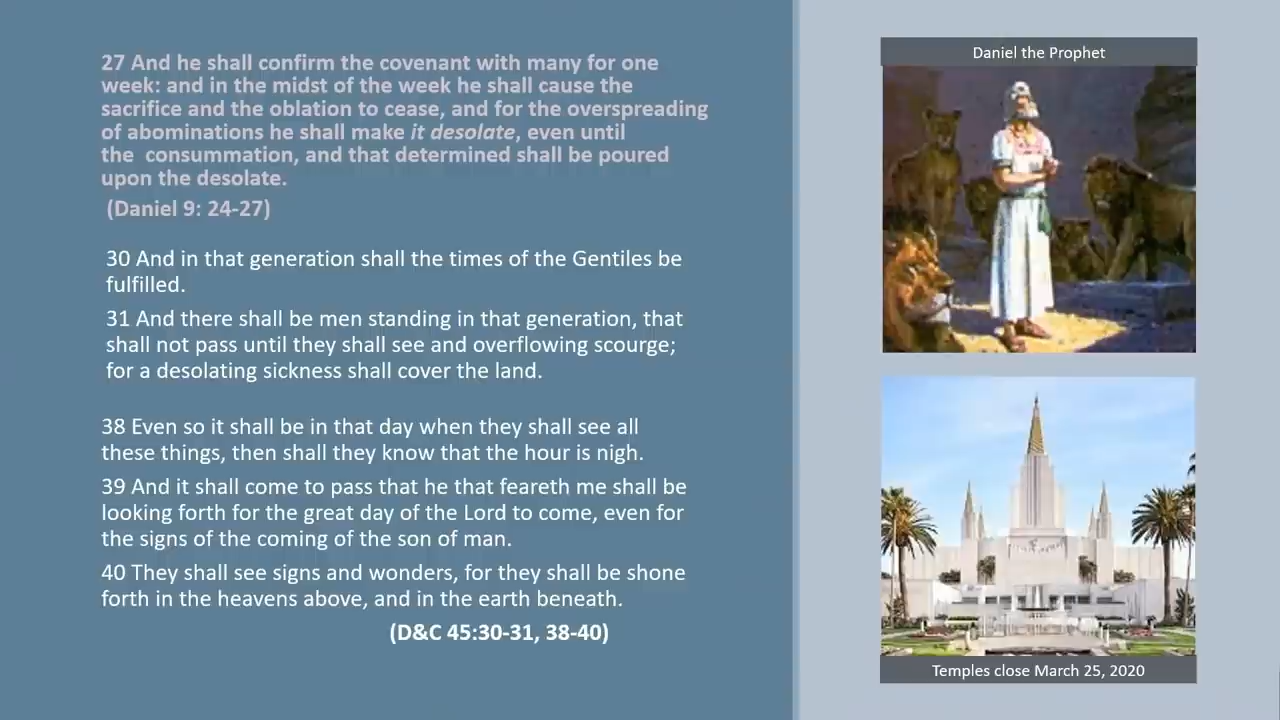 27 And he shall confirm the covenant with many for one
week: and in the midst of the week he shall cause the
sacrifice and the oblation to cease, and for the overspreading
of abominations he shall make it desolate, even until
the consummation, and that determined shall be poured
upon the desolate.
(Daniel 9: 24-27)
30 And in that generation shall the times of the Gentiles be
fulfilled.
31 And there shall be men standing in that generation, that
shall not pass until they shall see and overflowing scourge;
for a desolating sickness shall cover the land.
38 Even so it shall be in that day when they shall see all
these things, then shall they know that the hour is nigh.
39 And it shall come to pass that he that feareth me shall be
looking forth for the great day of the Lord to come, even for
the signs of the coming of the son of man.
40 They shall see signs and wonders, for they shall be shone
forth in the heavens above, and in the earth beneath.
(D&C 45:30-31, 38-40)
Daniel the Prophet
Temples close March 25, 2020